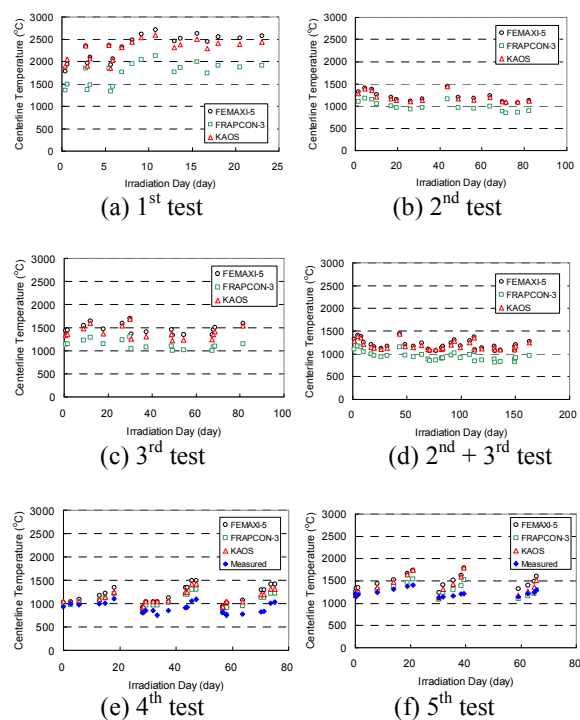 Centerline Temperature (°C)
3000
2500
2000
1500
1000
500
0
FEMAXI-5
FRAPCON-3
KAOS
0 5 10 15 20 25
Irradiation Day (day)
(a) 1st test
Centerline Temperature (°C)
3000
2500
2000
1500
1000
500
0
FEMAXI-5
FRAPCON-3
KAOS
0 20 40 60 80 100
Irradiation Day (day)
(b) 2nd test
Centerline Temperature (°C)
3000
2500
2000
1500
1000
500
0
FEMAXI-5
FRAPCON-3
KAOS
0 20 40 60 80 100
Irradiation Day (day)
(c) 3rd test
Centerline Temperature (°C)
3000
2500
2000
1500
1000
500
0
FEMAXI-5
FRAPCON-3
KAOS
0 50 100 150 200
Irradiation Day (day)
(d) 2nd + 3rd test
Centerline Temperature (°C)
3000
2500
2000
1500
1000
500
0
FEMAXI-5
FRAPCON-3
KAOS
Measured
0 20 40 60 80
Irradiation Day (day)
(e) 4th test
Centerline Temperature (°C)
3000
2500
2000
1500
1000
500
0
FEMAXI-5
FRAPCON-3
KAOS
Measured
0 20 40 60 80
Irradiation Day (day)
(f) 5th test